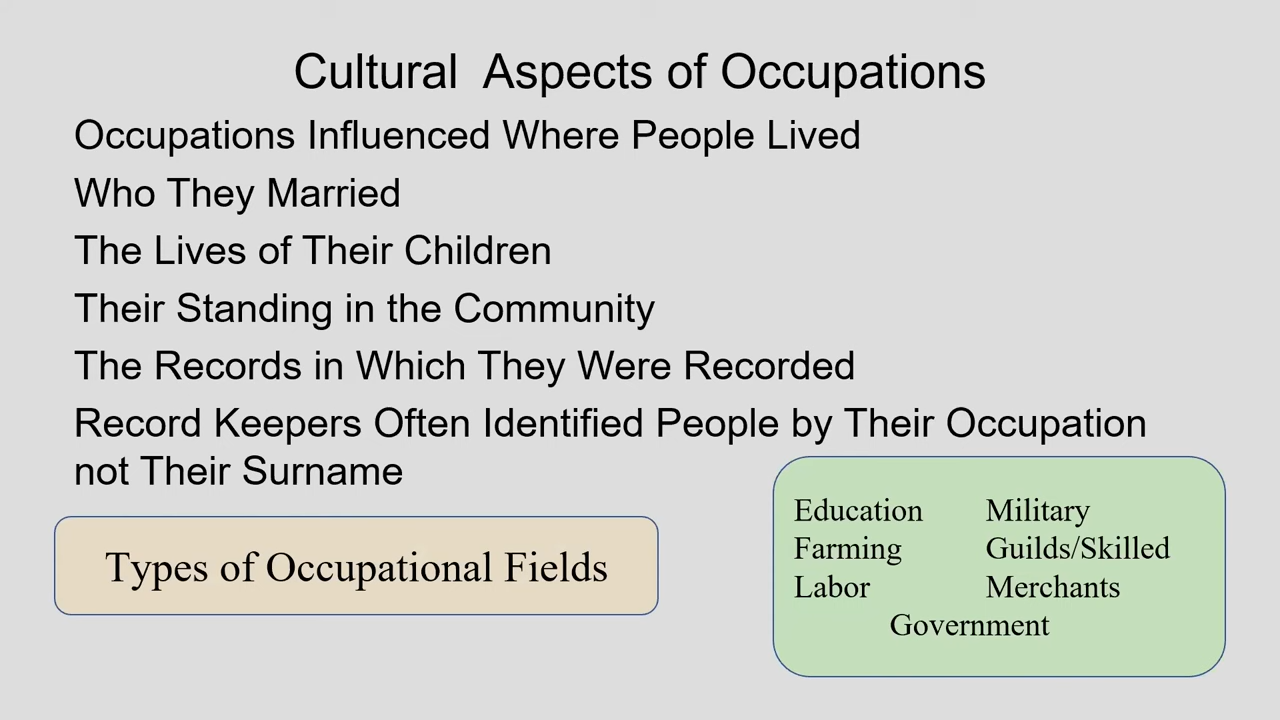 Cultural  Aspects of Occupations
Occupations Influenced Where People Lived
Who They Married
The Lives of Their Children
Their Standing in the Community
The Records in Which They Were Recorded
Record Keepers Often Identified People by Their Occupation
not Their Surname
Types of Occupational Fields
Education Military
Farming Guilds/Skilled
Labor Merchants
Government